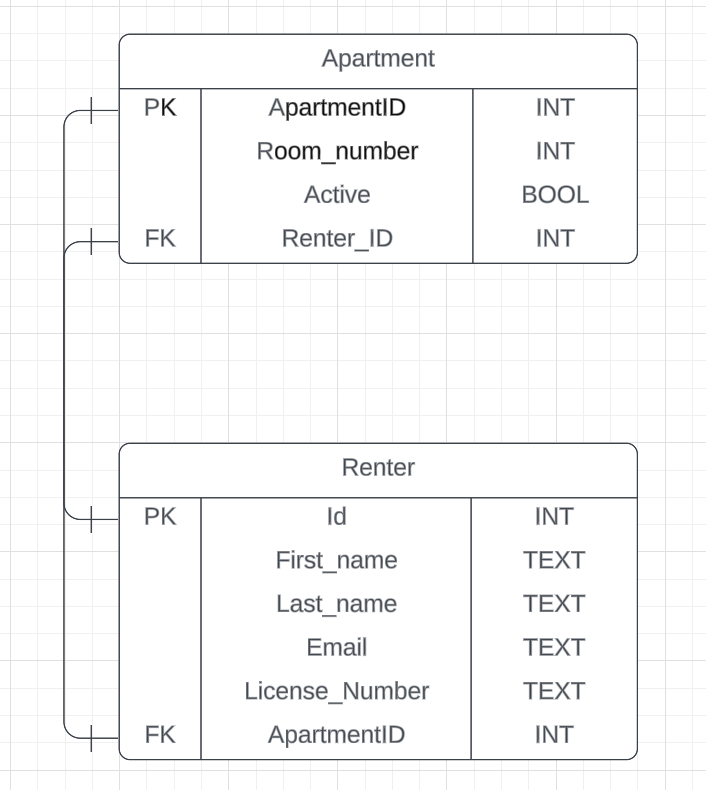 Apartment
PK ApartmentID INT
Room_number INT
Active BOOL
FK Renter_ID INT
Renter
PK Id INT
First_name TEXT
Last_name TEXT
Email TEXT
License_Number TEXT
FK ApartmentID INT